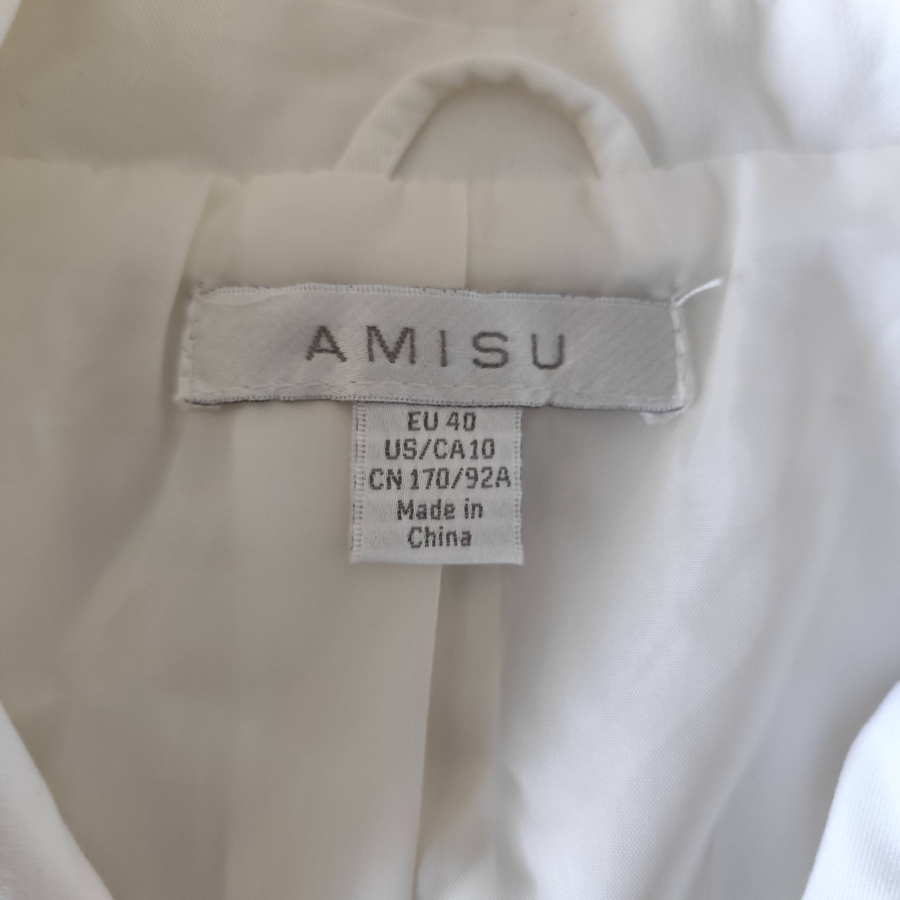 AMISU
EU 40
US/CA10
CN 170/92A
Made in
China